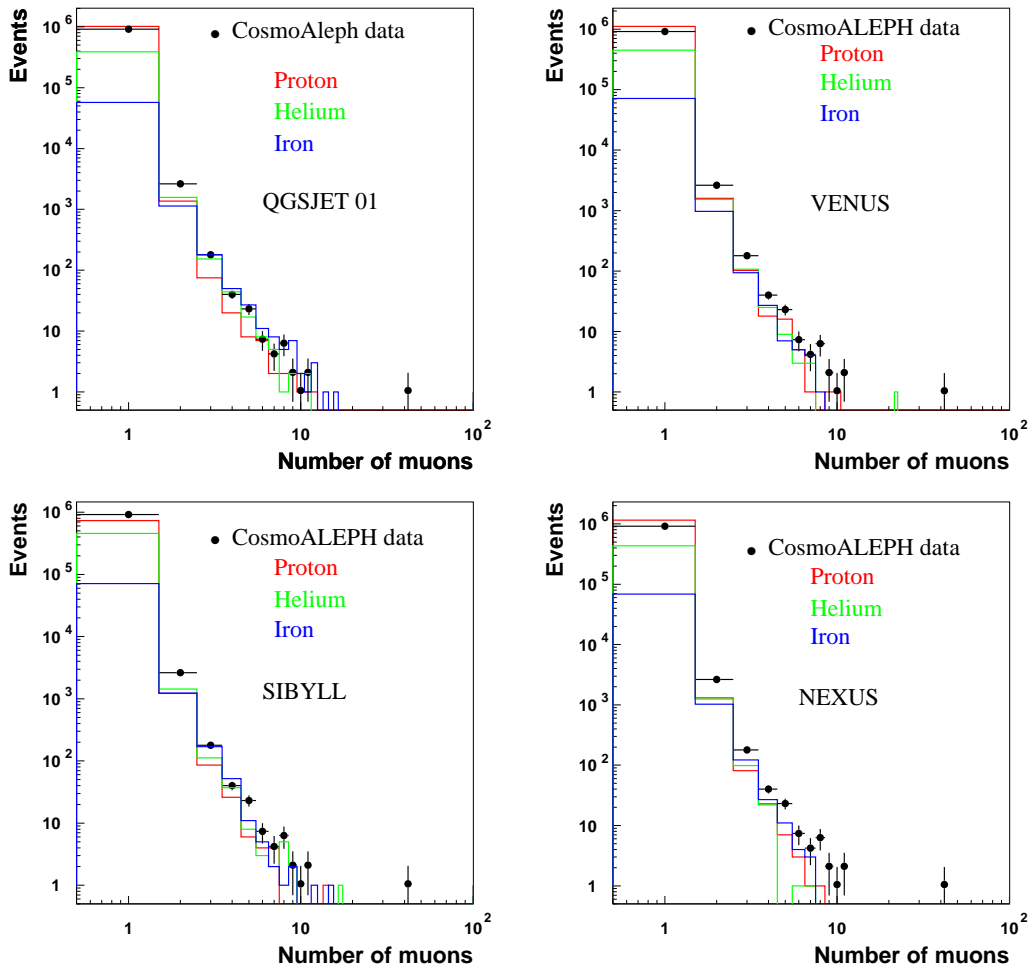 Events
10^6
10^5
10^4
10^3
10^2
10
1
CosmoAleph data
Proton
Helium
Iron
QGSJET 01
1
10
10^2
Number of muons
Events
10^6
10^5
10^4
10^3
10^2
10
1
CosmoALEPH data
Proton
Helium
Iron
VENUS
1
10
10^2
Number of muons
Events
10^6
10^5
10^4
10^3
10^2
10
1
CosmoALEPH data
Proton
Helium
Iron
SIBYLL
1
10
10^2
Number of muons
Events
10^6
10^5
10^4
10^3
10^2
10
1
CosmoALEPH data
Proton
Helium
Iron
NEXUS
1
10
10^2
Number of muons